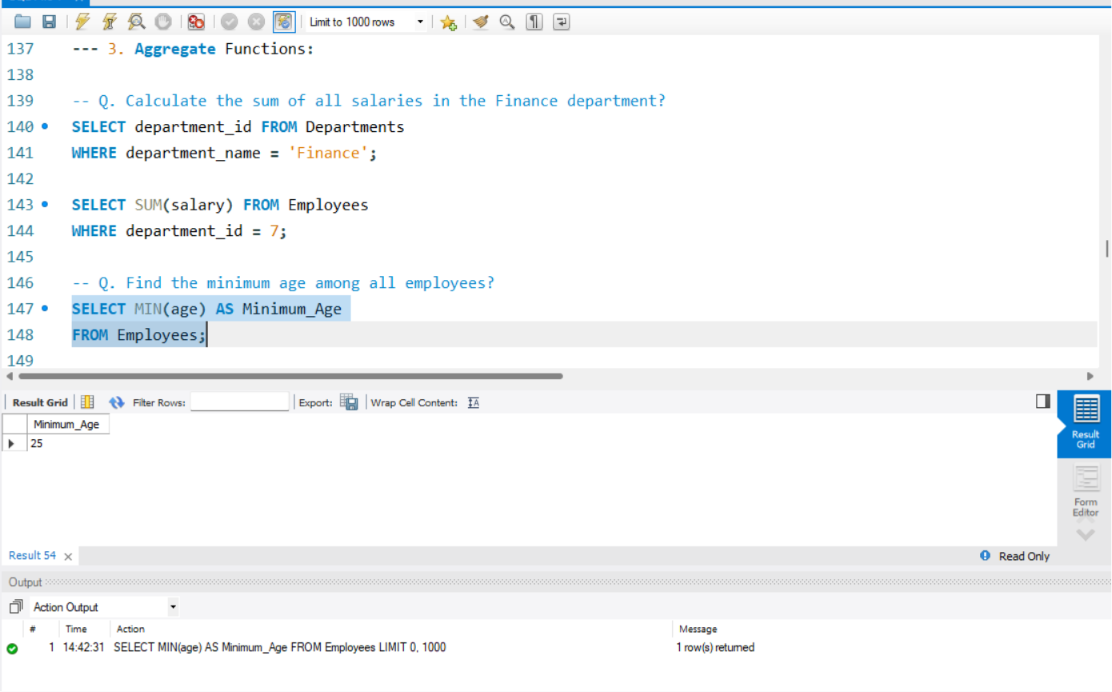 Limit to 1000 rows
137 --- 3. Aggregate Functions:
138
139 -- Q. Calculate the sum of all salaries in the Finance department?
140 SELECT department_id FROM Departments
141 WHERE department_name = 'Finance';
142
143 SELECT SUM(salary) FROM Employees
144 WHERE department_id = 7;
145
146 -- Q. Find the minimum age among all employees?
147 SELECT MIN(age) AS Minimum_Age
148 FROM Employees;
149
Result Grid Filter Rows: Export: Wrap Cell Content:
Minimum_Age
25
Result
Grid
Form
Editor
Result 54 Read Only
Output
Action Output
# Time Action Message
1 14:42:31 SELECT MIN(age) AS Minimum_Age FROM Employees LIMIT 0, 1000 1 row(s) returned